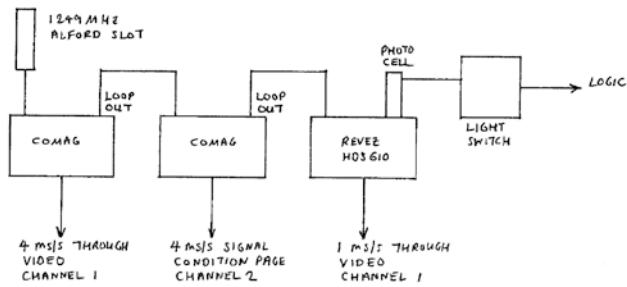 1249 MHZ
ALFORD SLOT
PHOTO
CELL
LOOP
OUT
LOOP
OUT
LOGIC
COMAG
COMAG
REVEZ
HDS610
LIGHT
SWITCH
4 MS/S THROUGH
VIDEO
CHANNEL 1
4 MS/S SIGNAL
CONDITION PAGE
CHANNEL 2
1 MS/S THROUGH
VIDEO
CHANNEL 1